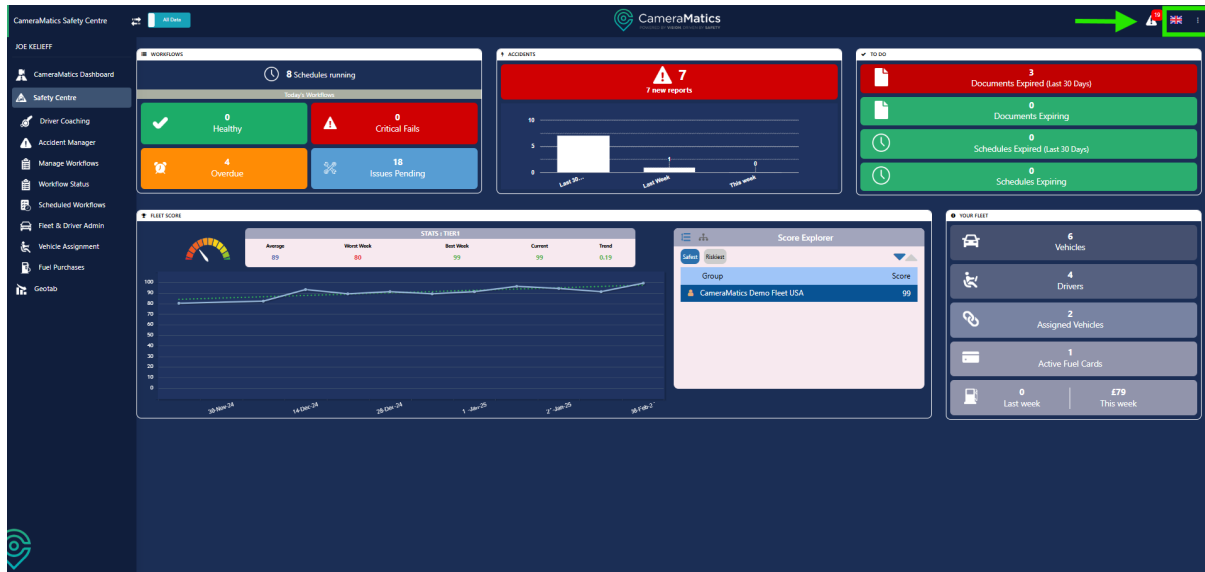 CameraMatics Safety Centre
All Data
CameraMatics
19
JOE KELIEFF
CameraMatics Dashboard
Safety Centre
Driver Coaching
Accident Manager
Manage Workflows
Workflow Status
Scheduled Workflows
Fleet & Driver Admin
Vehicle Assignment
Fuel Purchases
Geotab
WORKFLOWS
8 Schedules running
Today's Workflows
0
Healthy
0
Critical Fails
4
Overdue
18
Issues Pending
ACCIDENTS
7
7 new reports
10
5
0
1
0
Last 30...
Last Week
This week
TO DO
3
Documents Expired (Last 30 Days)
0
Documents Expiring
0
Schedules Expired (Last 30 Days)
0
Schedules Expiring
FLEET SCORE
STATS : TIER1
Average Worst Week Best Week Current Trend
89 80 99 99 0.19
100
90
80
70
60
50
40
30
20
10
0
30-Nov-24
14-Dec-24
28-Dec-24
Score Explorer
Safest Riskiest
Group Score
CameraMatics Demo Fleet USA 99
YOUR FLEET
6
Vehicles
4
Drivers
2
Assigned Vehicles
1
Active Fuel Cards
0 £79
Last week This week